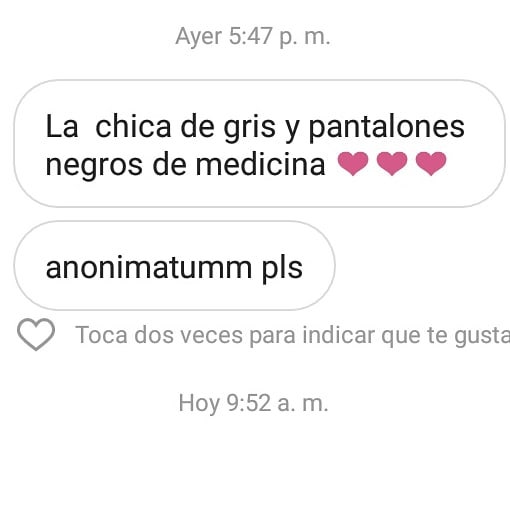 Ayer 5:47 p. m.
La  chica de gris y pantalones
negros de medicina ❤❤❤
anonimatumm pls
Toca dos veces para indicar que te gusta
Hoy 9:52 a. m.